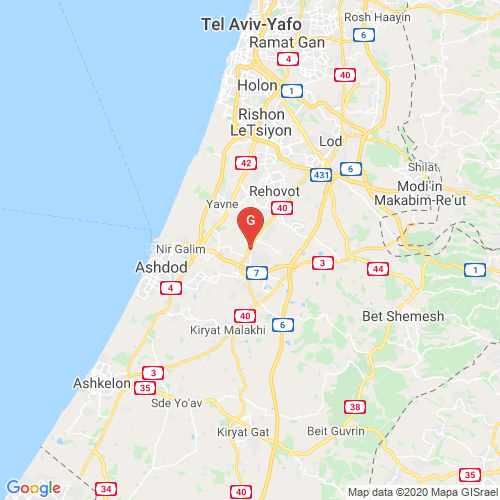 Tel Aviv-Yafo
Rosh Haayin
Ramat Gan
6
4
40
Holon
1
Rishon
LeTsiyon
Lod
42
6
Shilat
431
Rehovot
Modi'in
Makabim-Re'ut
Yavne
40
G
Nir Galim
Ashdod
3
44
1
7
4
40
Bet Shemesh
6
Kiryat Malakhi
3
Ashkelon
35
Sde Yo'av
38
Kiryat Gat
Beit Guvrin
35
34
40
Google
Map data ©2020 Mapa GISrael